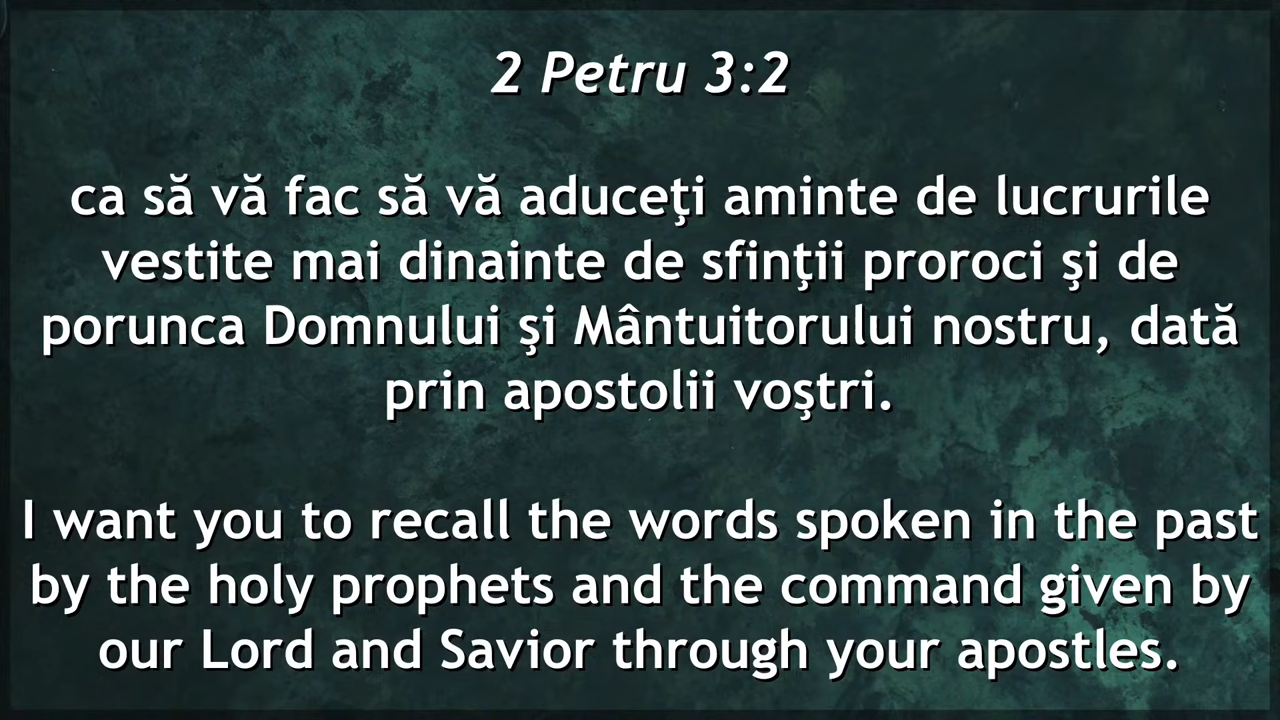 2 Petru 3:2
ca să vă fac să vă aduceţi aminte de lucrurile
vestite mai dinainte de sfinţii proroci şi de
porunca Domnului şi Mântuitorului nostru, dată
prin apostolii voştri.
I want you to recall the words spoken in the past
by the holy prophets and the command given by
our Lord and Savior through your apostles.